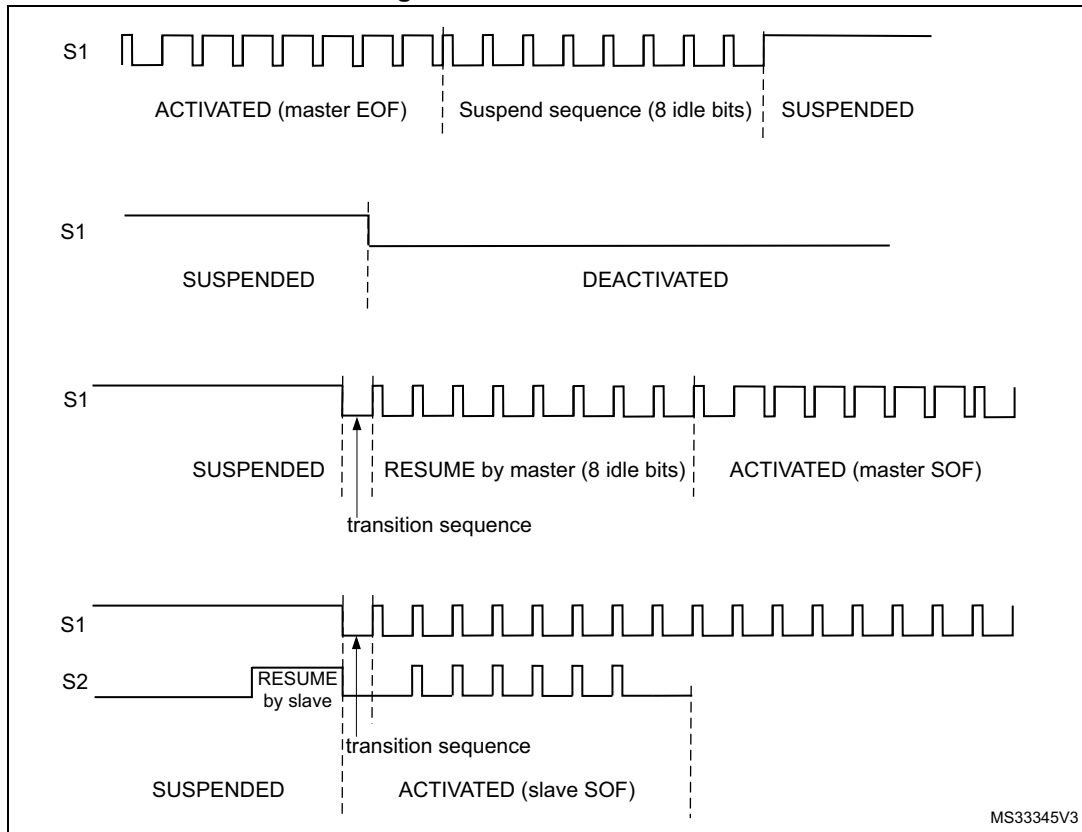 S1
ACTIVATED (master EOF) Suspend sequence (8 idle bits) SUSPENDED
S1
SUSPENDED DEACTIVATED
S1
SUSPENDED RESUME by master (8 idle bits) ACTIVATED (master SOF)
transition sequence
S1
S2 RESUME
by slave
transition sequence
SUSPENDED ACTIVATED (slave SOF)
MS33345V3